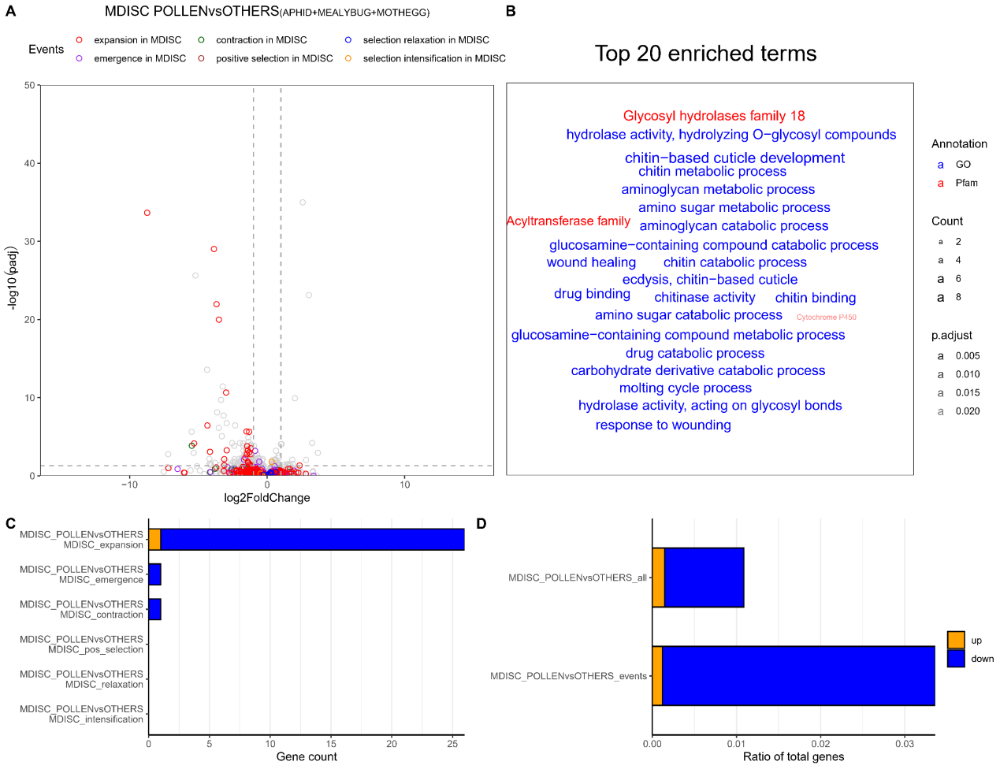 A
MDISC POLLENvsOTHERS(APHID+MEALYBUG+MOTHEGG)
Events
expansion in MDISC
contraction in MDISC
selection relaxation in MDISC
emergence in MDISC
positive selection in MDISC
selection intensification in MDISC
50
40
30
20
10
0
-log10(padj)
−10
0
10
log2FoldChange
B
Top 20 enriched terms
Glycosyl hydrolases family 18
hydrolase activity, hydrolyzing O−glycosyl compounds
chitin−based cuticle development
chitin metabolic process
aminoglycan metabolic process
amino sugar metabolic process
Acyltransferase family
aminoglycan catabolic process
glucosamine−containing compound catabolic process
wound healing
chitin catabolic process
ecdysis, chitin−based cuticle
drug binding
chitinase activity
chitin binding
amino sugar catabolic process
Cytochrome P450
glucosamine−containing compound metabolic process
drug catabolic process
carbohydrate derivative catabolic process
molting cycle process
hydrolase activity, acting on glycosyl bonds
response to wounding
Annotation
a GO
a Pfam
Count
a 2
a 4
a 6
a 8
p.adjust
a 0.005
a 0.010
a 0.015
a 0.020
C
MDISC_POLLENvsOTHERS
MDISC_expansion
MDISC_POLLENvsOTHERS
MDISC_emergence
MDISC_POLLENvsOTHERS
MDISC_contraction
MDISC_POLLENvsOTHERS
MDISC_pos_selection
MDISC_POLLENvsOTHERS
MDISC_relaxation
MDISC_POLLENvsOTHERS
MDISC_intensification
0
5
10
15
20
25
Gene count
D
MDISC_POLLENvsOTHERS_all
MDISC_POLLENvsOTHERS_events
0.00
0.01
0.02
0.03
Ratio of total genes
up
down